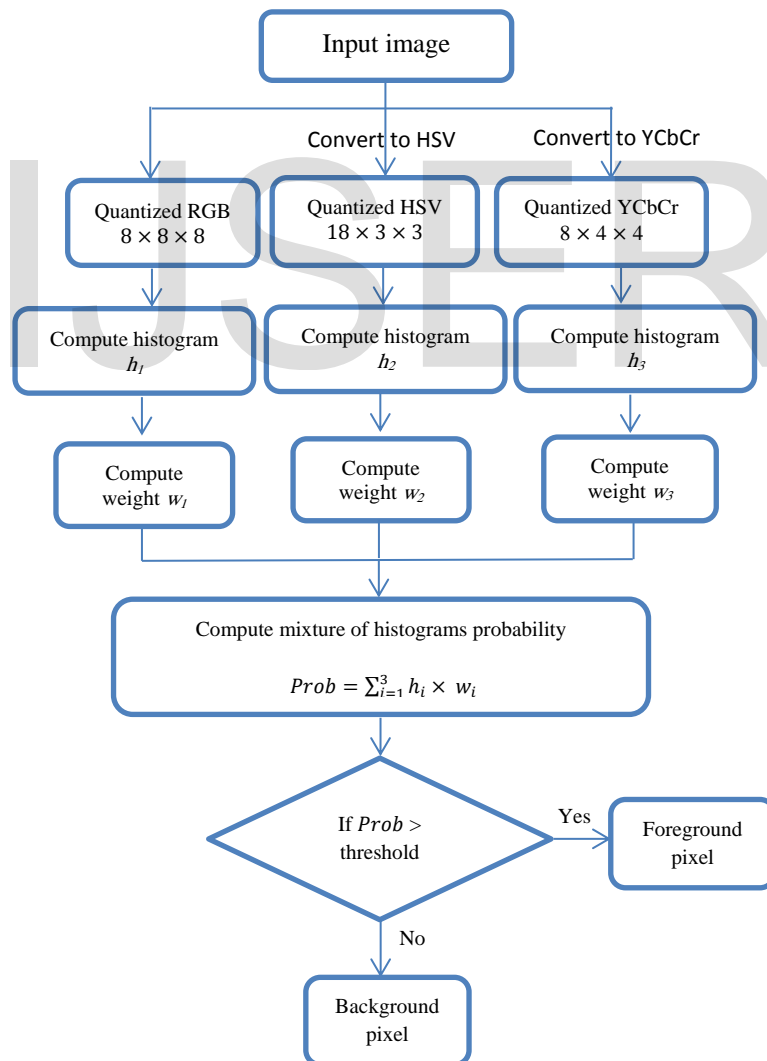 Input image
Convert to HSV
Convert to YCbCr
IJSER
Quantized RGB
8 × 8 × 8
Quantized HSV
18 × 3 × 3
Quantized YCbCr
8 × 4 × 4
Compute histogram
h₁
Compute histogram
h₂
Compute histogram
h₃
Compute
weight w₁
Compute
weight w₂
Compute
weight w₃
Compute mixture of histograms probability
Prob = ∑³ᵢ₌₁ hᵢ × wᵢ
If Prob >
threshold
Yes
Foreground
pixel
No
Background
pixel